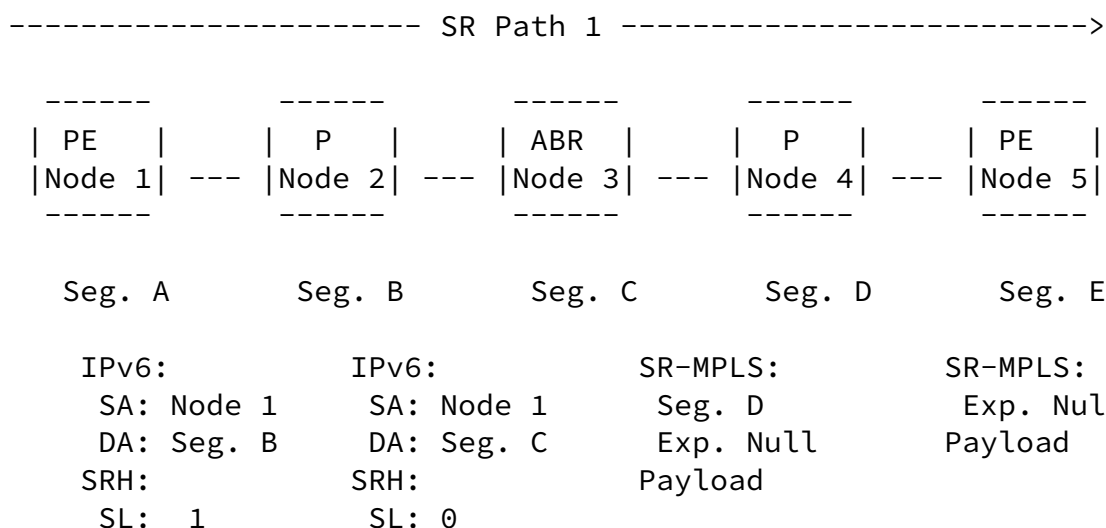 ----------------------- SR Path 1 -------------------------->
------ ------ ------ ------ ------
| PE | | P | | ABR | | P | | PE |
|Node 1| --- |Node 2| --- |Node 3| --- |Node 4| --- |Node 5|
------ ------ ------ ------ ------
Seg. A Seg. B Seg. C Seg. D Seg. E
IPv6: IPv6: SR-MPLS: SR-MPLS:
SA: Node 1 SA: Node 1 Seg. D Exp. Nul
DA: Seg. B DA: Seg. C Exp. Null Payload
SRH: SRH: Payload
SL: 1 SL: 0